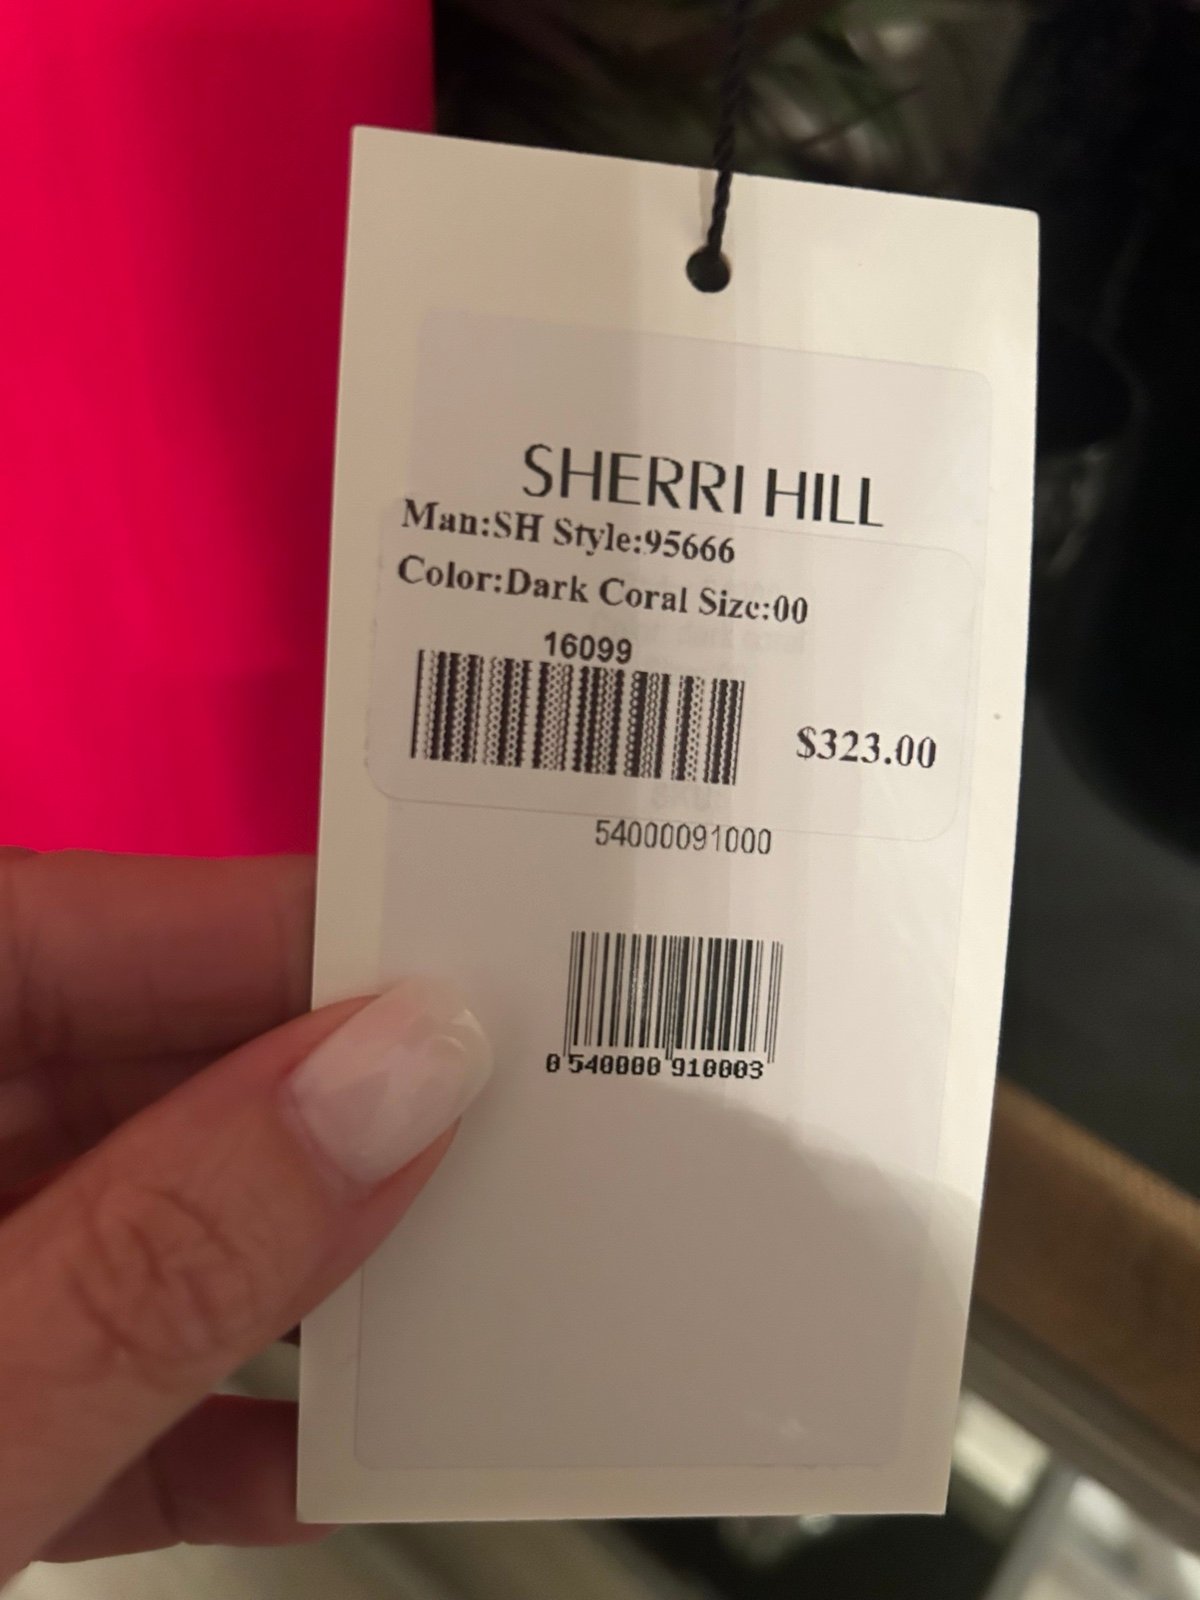 SHERRI HILL
Man:SH Style:95666
Color:Dark Coral Size:00
16099
$323.00
54000091000
0 540000 910003